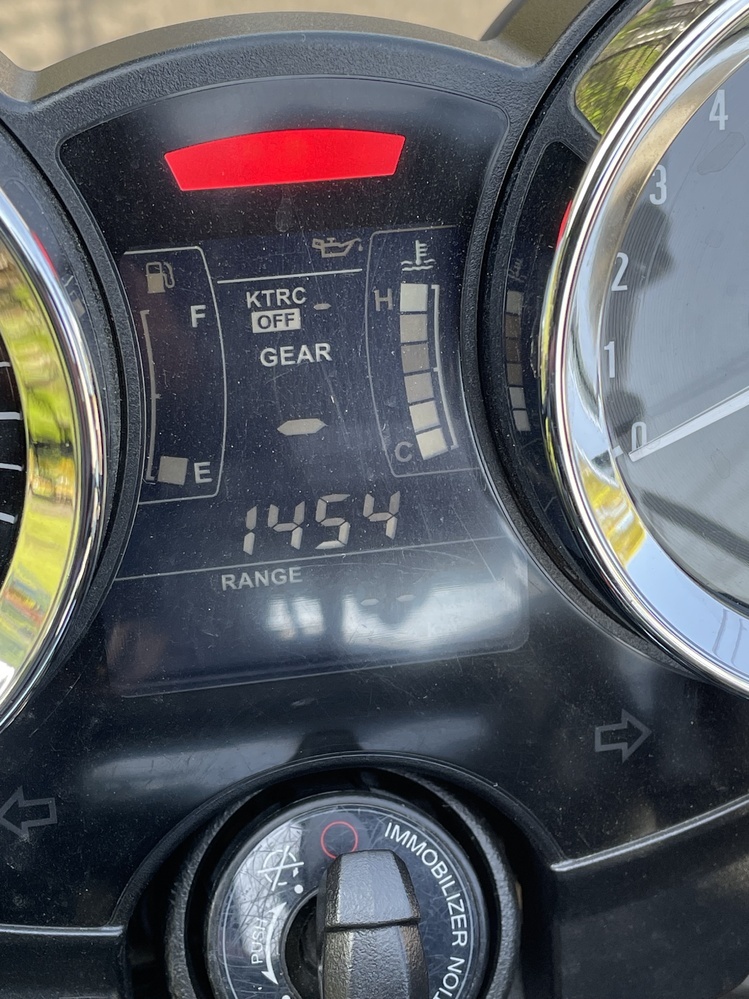 4
3
2
1
0
H
F
KTRC
OFF
GEAR
C
E
1454
RANGE
IMMOBILIZER
PUSH